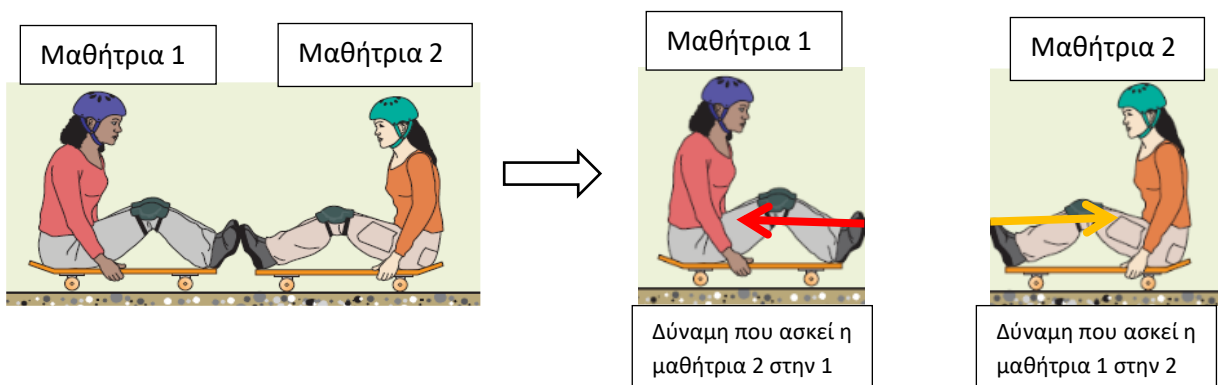 Μαθήτρια 1
Μαθήτρια 2
Μαθήτρια 1
Μαθήτρια 2
Δύναμη που ασκεί η
μαθήτρια 2 στην 1
Δύναμη που ασκεί η
μαθήτρια 1 στην 2